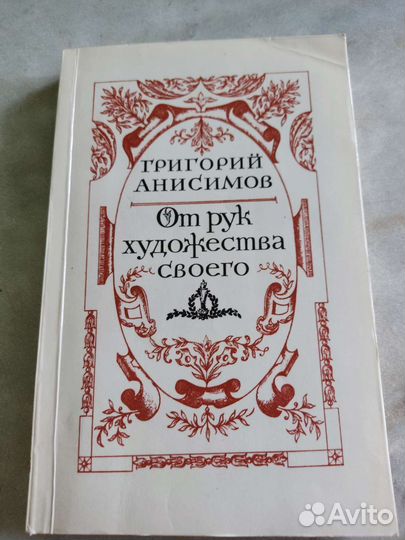 ГРИГОРИЙ
АНИСИМОВ
От рук
художества
своего
Avito